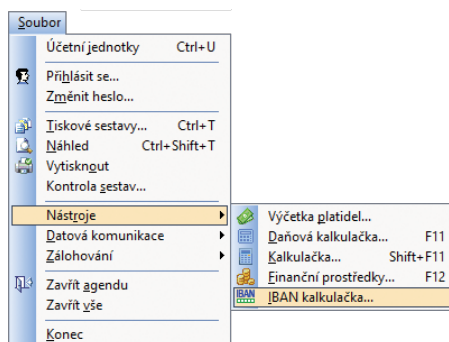 Soubor
Účetní jednotky Ctrl+U
Přihlásit se...
Změnit heslo...
Tiskové sestavy... Ctrl+T
Náhled Ctrl+Shift+T
Vytisknout
Kontrola sestav...
Nástroje
Datová komunikace
Zálohování
Zavřít agendu
Zavřít vše
Konec
Výčetka platidel...
Daňová kalkulačka... F11
Kalkulačka... Shift+F11
Finanční prostředky... F12
IBAN IBAN kalkulačka...